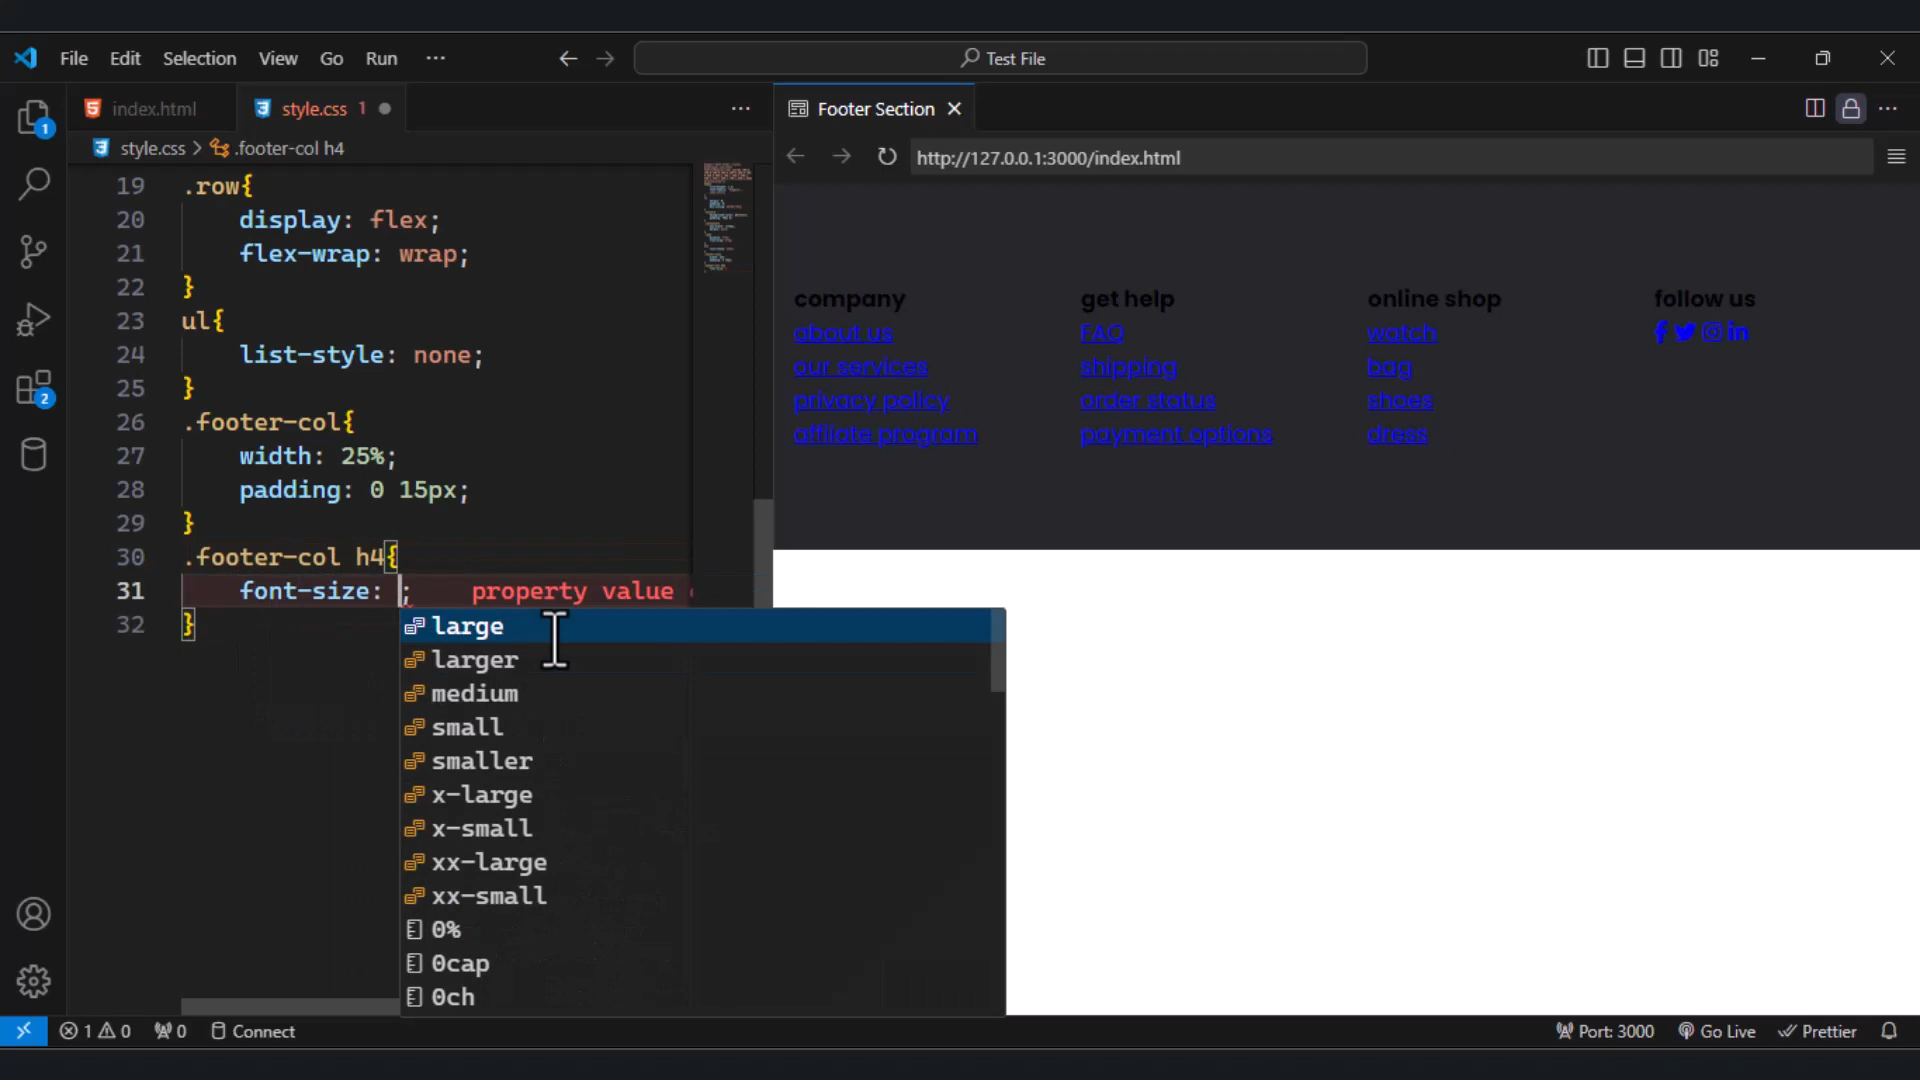 File Edit Selection View Go Run ··· Test File
index.html style.css 1 Footer Section
style.css > .footer-col h4
http://127.0.0.1:3000/index.html
19 .row{
20 display: flex;
21 flex-wrap: wrap;
22 }
23 ul{
24 list-style: none;
25 }
26 .footer-col{
27 width: 25%;
28 padding: 0 15px;
29 }
30 .footer-col h4{
31 font-size: ; property value
32 }
large
larger
medium
small
smaller
x-large
x-small
xx-large
xx-small
0%
0cap
0ch
company get help online shop follow us
about us FAQ watch
our services shipping bag
privacy policy order status shoes
affiliate program payment options dress
1
2
1 0 0 Connect Port: 3000 Go Live Prettier